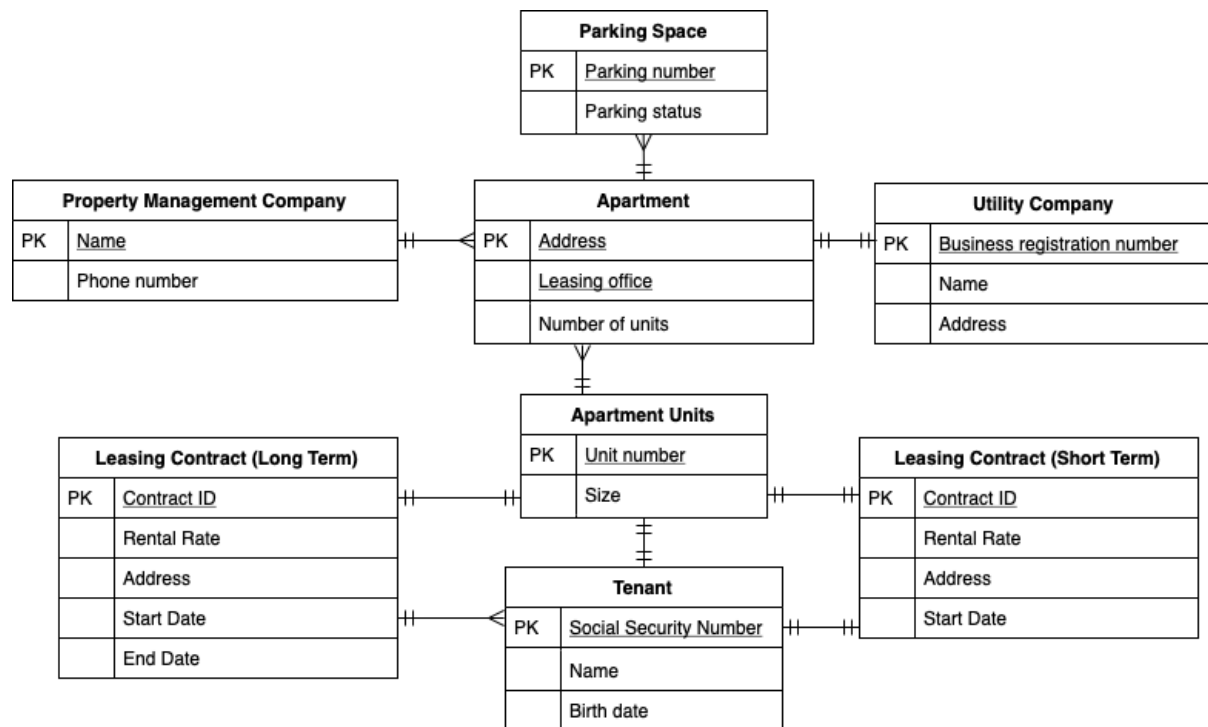 Parking Space
PK Parking number
Parking status
Property Management Company
PK Name
Phone number
Apartment
PK Address
Leasing office
Number of units
Utility Company
PK Business registration number
Name
Address
Apartment Units
PK Unit number
Size
Leasing Contract (Long Term)
PK Contract ID
Rental Rate
Address
Start Date
End Date
Leasing Contract (Short Term)
PK Contract ID
Rental Rate
Address
Start Date
Tenant
PK Social Security Number
Name
Birth date